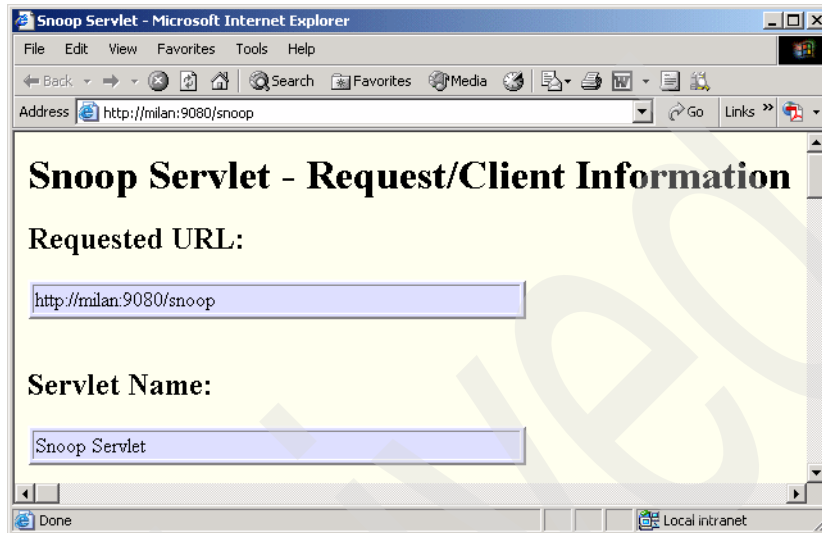 Snoop Servlet - Microsoft Internet Explorer
File Edit View Favorites Tools Help
Back Search Favorites Media
Address http://milan:9080/snoop Go Links »
Snoop Servlet - Request/Client Information
Requested URL:
http://milan:9080/snoop
Servlet Name:
Snoop Servlet
Done Local intranet